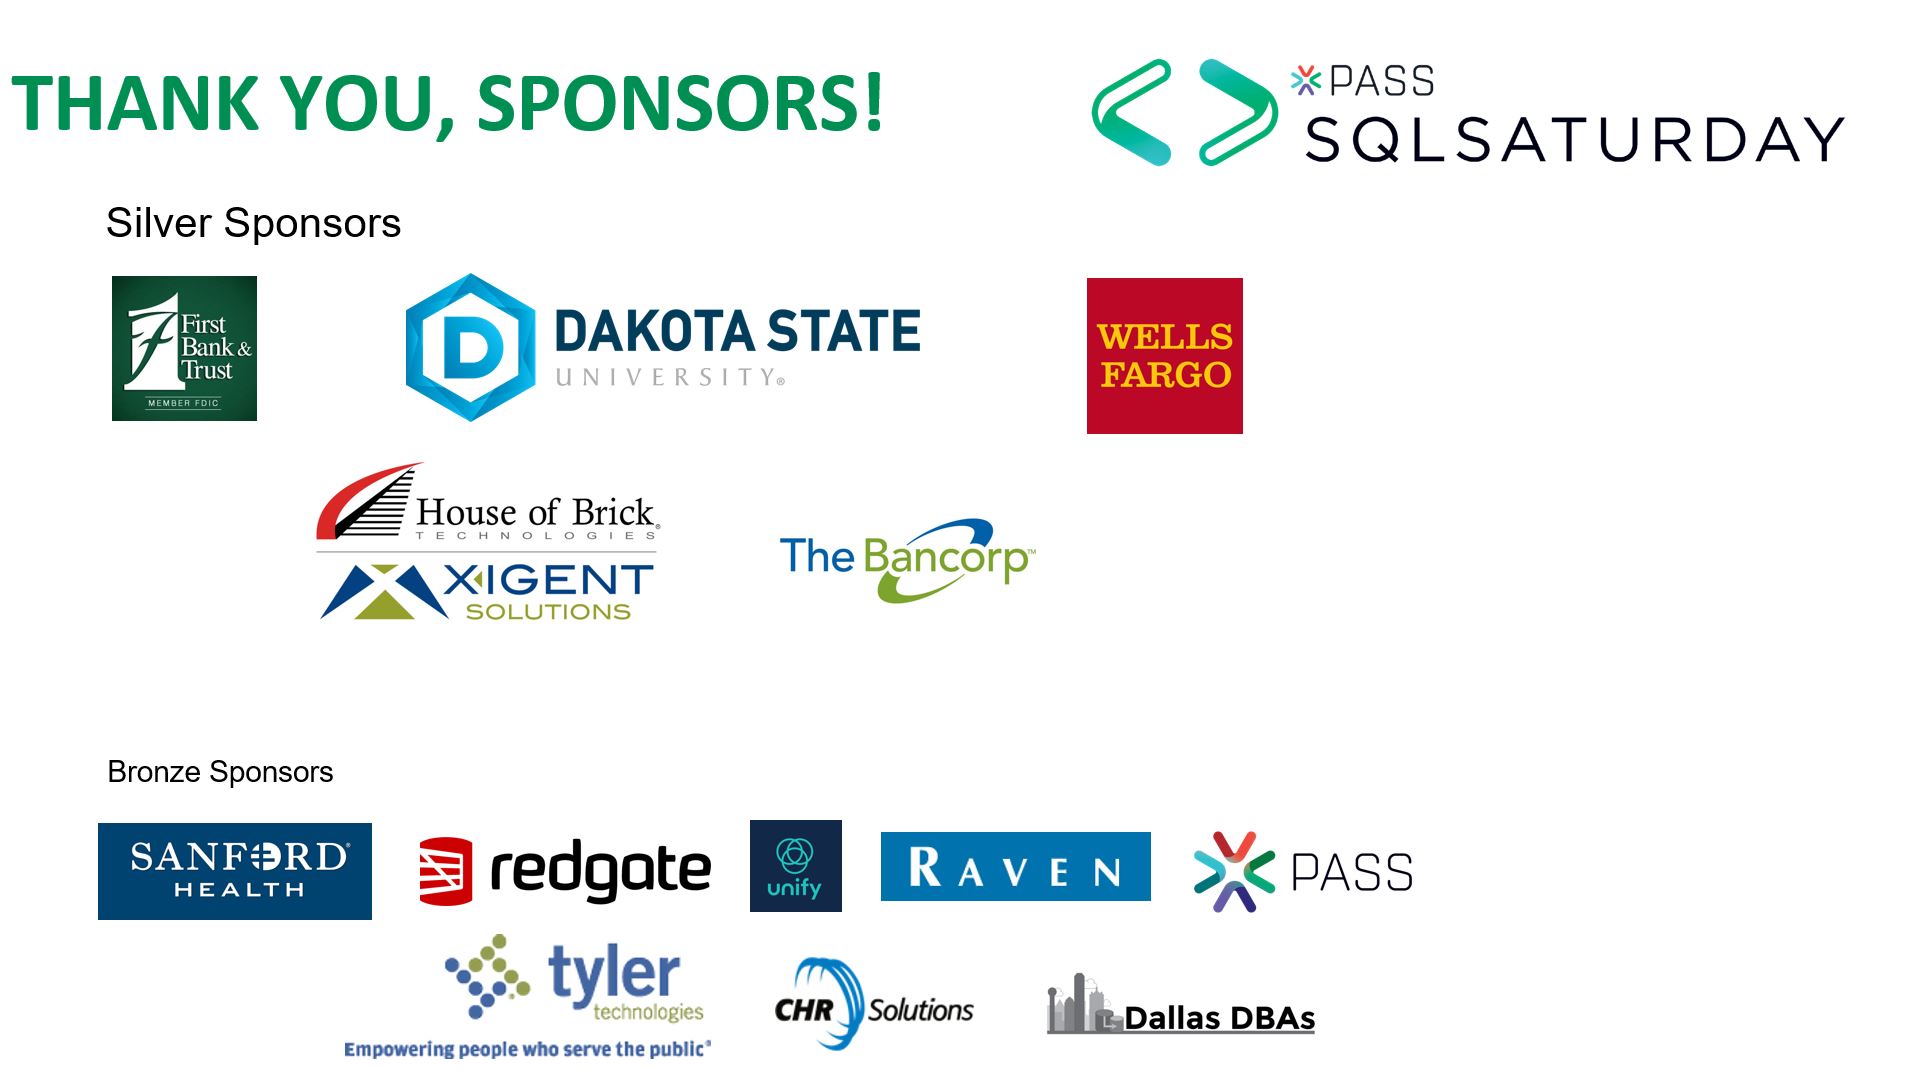 THANK YOU, SPONSORS!
PASS
SQLSATURDAY
Silver Sponsors
First
Bank &
Trust
MEMBER FDIC
D
DAKOTA STATE
UNIVERSITY®
WELLS
FARGO
House of Brick®
TECHNOLOGIES
XIGENT
SOLUTIONS
The Bancorp™
Bronze Sponsors
SANFORD®
HEALTH
redgate
unify
RAVEN
PASS
tyler
technologies
Empowering people who serve the public®
CHR Solutions
Dallas DBAs